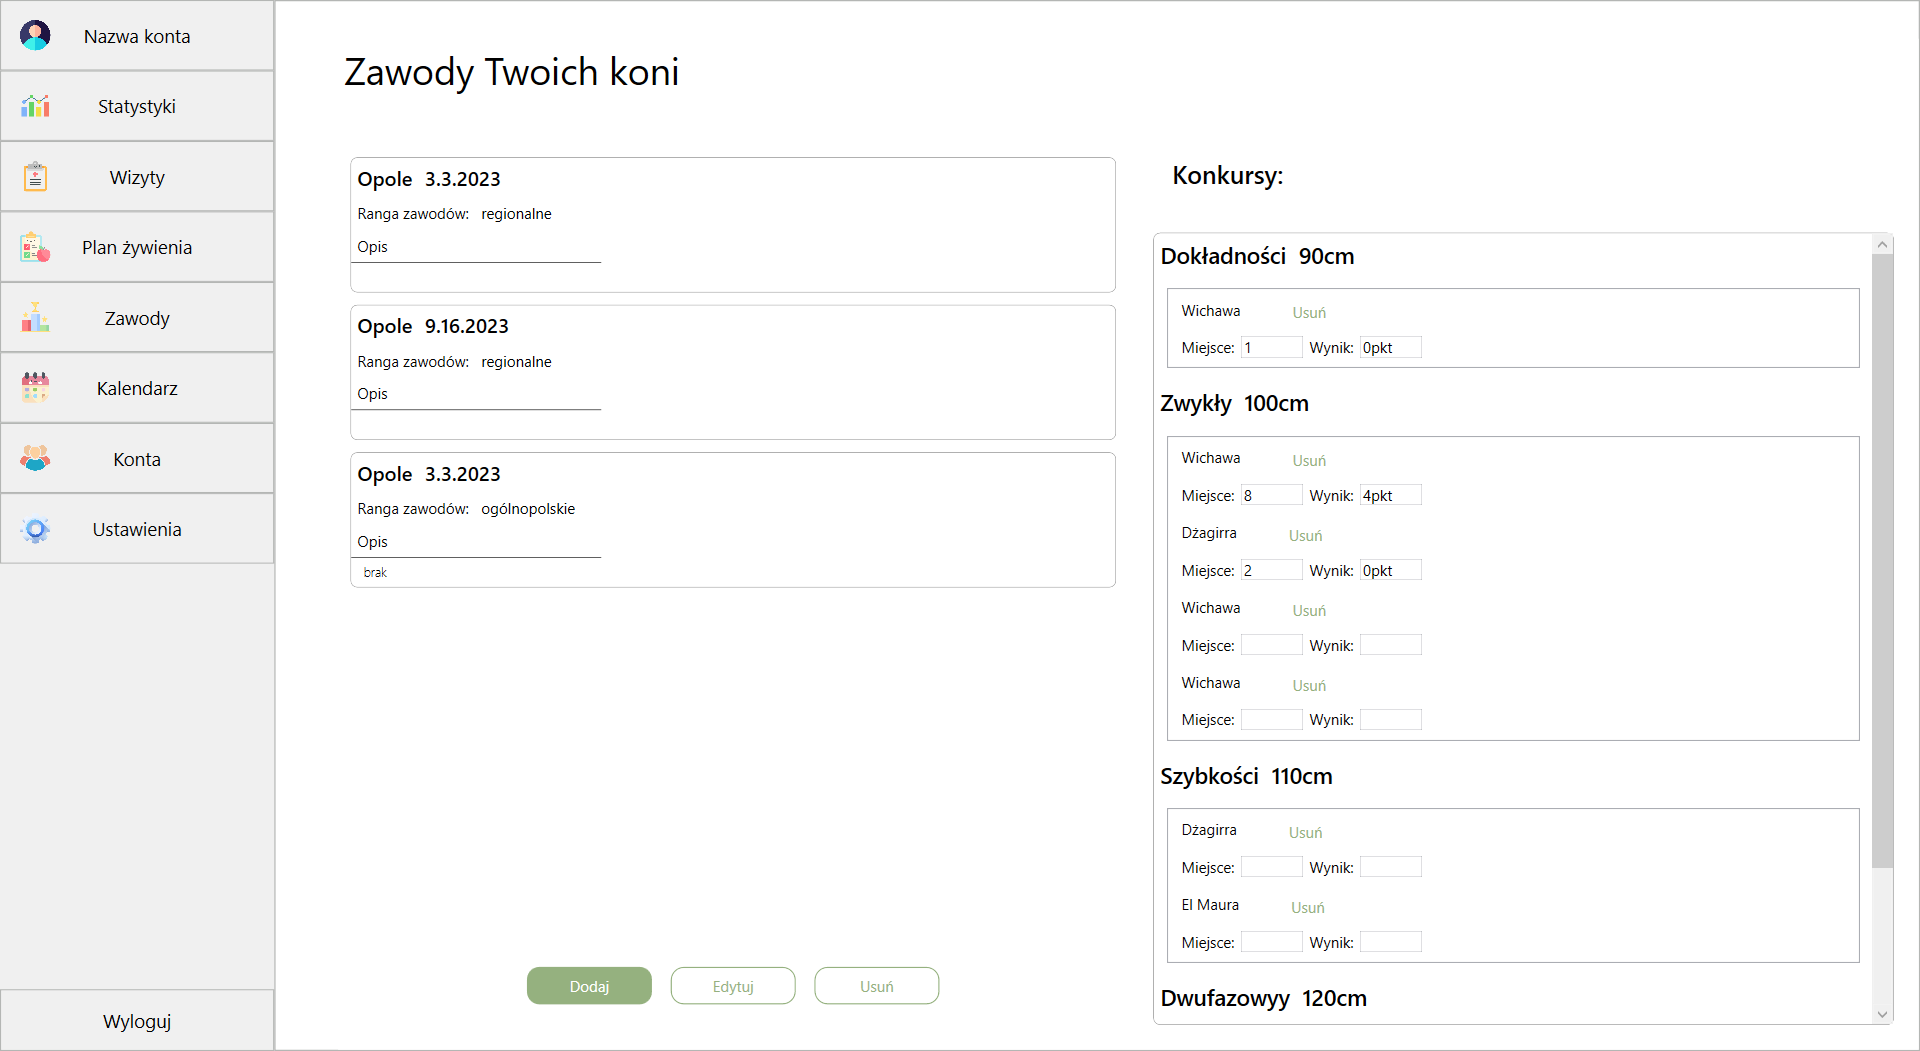 Nazwa konta
Statystyki
Wizyty
Plan żywienia
Zawody
Kalendarz
Konta
Ustawienia
Wyloguj
Zawody Twoich koni
Opole 3.3.2023
Ranga zawodów: regionalne
Opis
Opole 9.16.2023
Ranga zawodów: regionalne
Opis
Opole 3.3.2023
Ranga zawodów: ogólnopolskie
Opis
brak
Dodaj
Edytuj
Usuń
Konkursy:
Dokładności 90cm
Wichawa Usuń
Miejsce: 1 Wynik: 0pkt
Zwykły 100cm
Wichawa Usuń
Miejsce: 8 Wynik: 4pkt
Dżagirra Usuń
Miejsce: 2 Wynik: 0pkt
Wichawa Usuń
Miejsce: Wynik:
Wichawa Usuń
Miejsce: Wynik:
Szybkości 110cm
Dżagirra Usuń
Miejsce: Wynik:
El Maura Usuń
Miejsce: Wynik:
Dwufazowyy 120cm